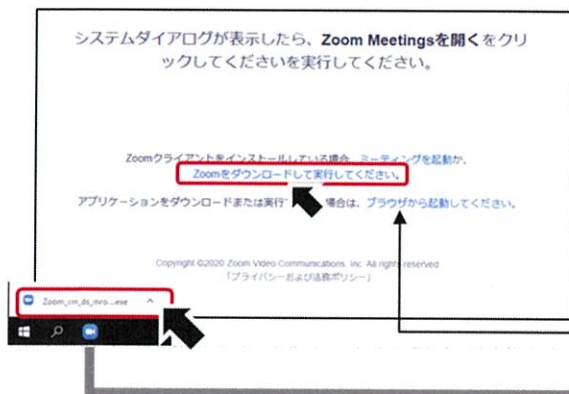 システムダイアログが表示したら、Zoom Meetingsを開くをクリ
ックしてくださいを実行してください。
Zoomクライアントをインストールしている場合、ミーティングを起動か、
Zoomをダウンロードして実行してください。
アプリケーションをダウンロードまたは実行 場合は、ブラウザから起動してください。
Copyright ©2020 Zoom Video Communications, Inc. All rights reserved
「プライバシーおよび法務ポリシー」
Zoom_cm_ds_mro....exe